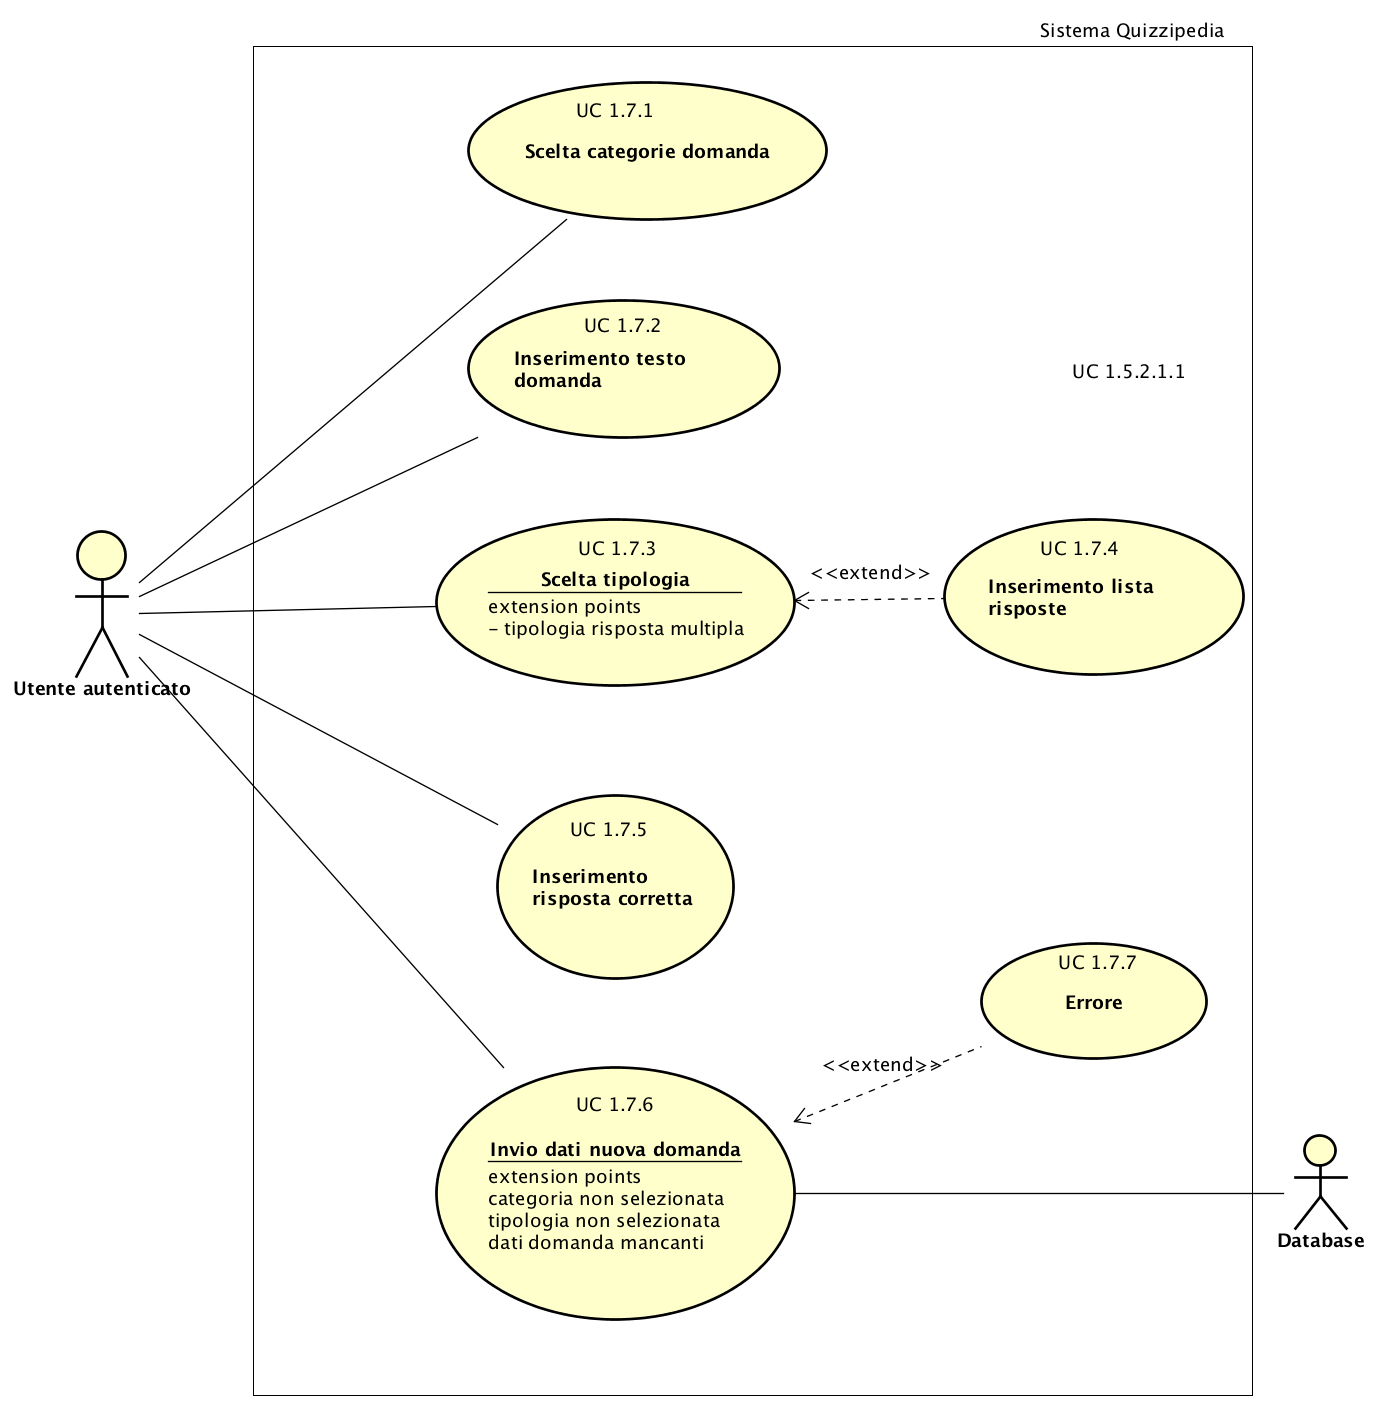 Sistema Quizzipedia
UC 1.7.1
Scelta categorie domanda
UC 1.7.2
Inserimento testo
domanda
UC 1.5.2.1.1
UC 1.7.3
Scelta tipologia
extension points
- tipologia risposta multipla
<<extend>>
UC 1.7.4
Inserimento lista
risposte
Utente autenticato
UC 1.7.5
Inserimento
risposta corretta
UC 1.7.7
Errore
<<extend>>
UC 1.7.6
Invio dati nuova domanda
extension points
categoria non selezionata
tipologia non selezionata
dati domanda mancanti
Database